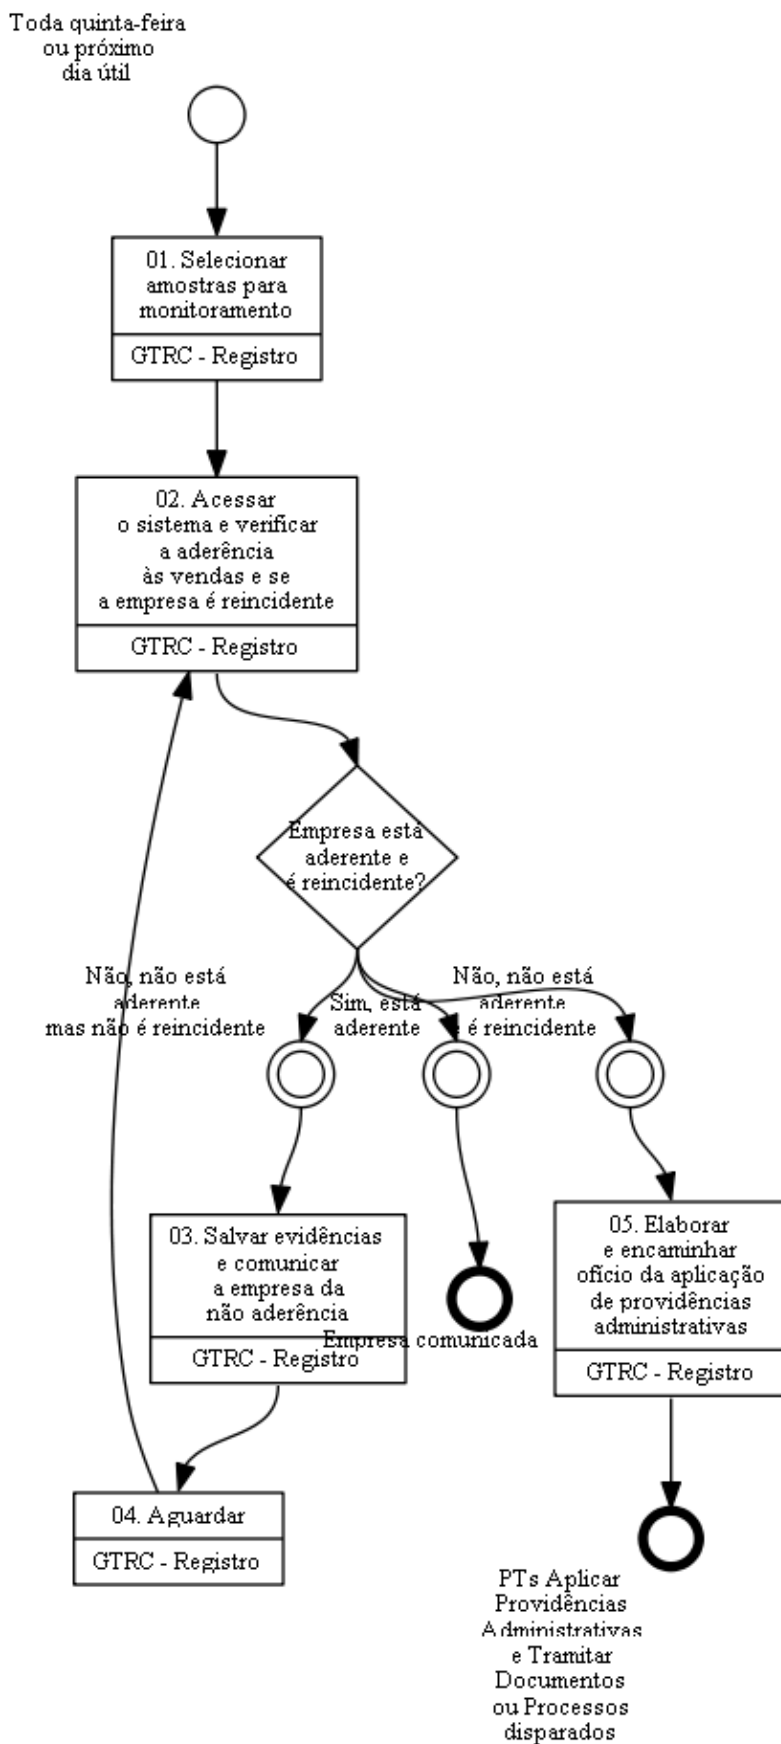 Toda quinta-feira
ou próximo
dia útil
01. Selecionar
amostras para
monitoramento
GTRC - Registro
02. Acessar
o sistema e verificar
a aderência
às vendas e se
a empresa é reincidente
GTRC - Registro
Empresa está
aderente e
é reincidente?
Não, não está
aderente
mas não é reincidente
Sim, está
aderente
Não, não está
aderente
e é reincidente
03. Salvar evidências
e comunicar
a empresa da
não aderência
GTRC - Registro
Empresa comunicada
05. Elaborar
e encaminhar
ofício da aplicação
de providências
administrativas
GTRC - Registro
04. Aguardar
GTRC - Registro
PTs Aplicar
Providências
Administrativas
e Tramitar
Documentos
ou Processos
disparados